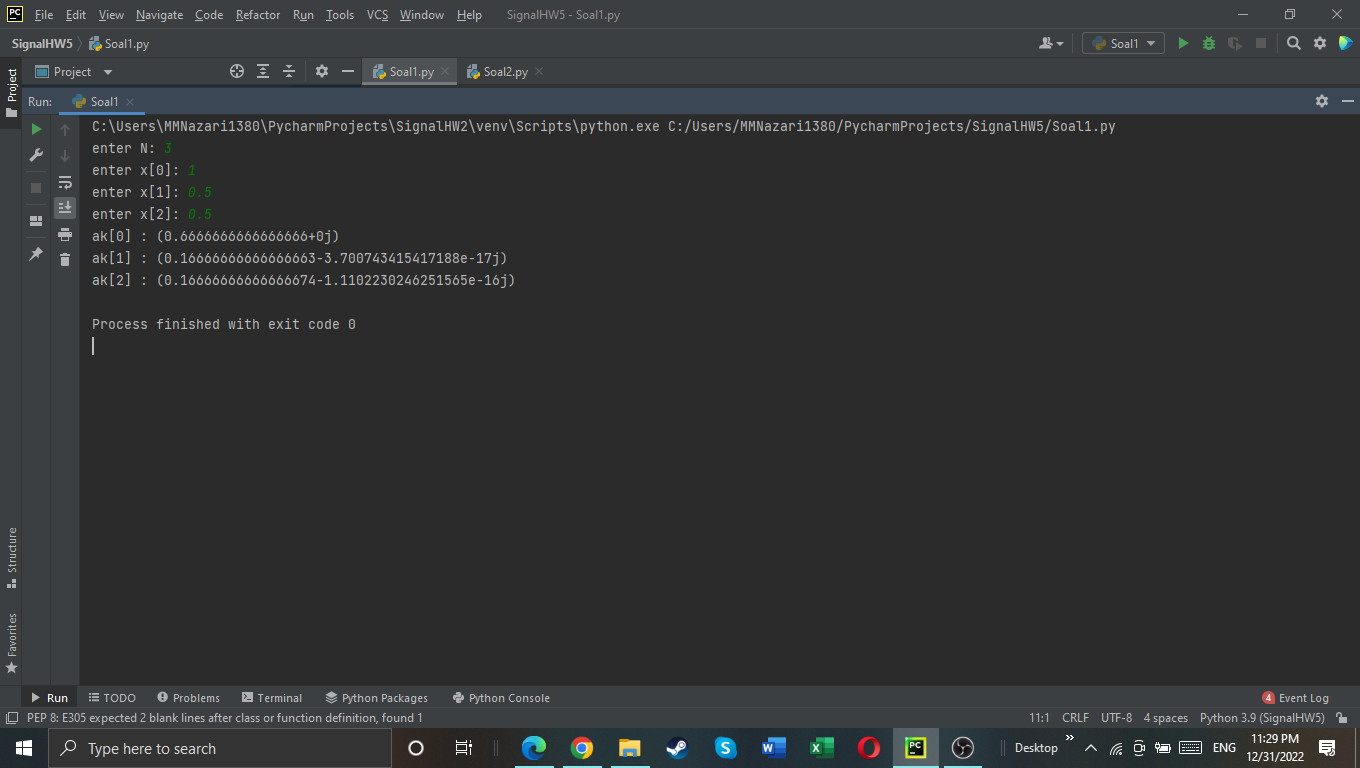 PC File Edit View Navigate Code Refactor Run Tools VCS Window Help SignalHW5 - Soal1.py
SignalHW5 Soal1.py Soal1
Project Soal1.py Soal2.py
Project
Run: Soal1
C:\Users\MMNazari1380\PycharmProjects\SignalHW2\venv\Scripts\python.exe C:/Users/MMNazari1380/PycharmProjects/SignalHW5/Soal1.py
enter N: 3
enter x[0]: 1
enter x[1]: 0.5
enter x[2]: 0.5
ak[0] : (0.6666666666666666+0j)
ak[1] : (0.16666666666666663-3.700743415417188e-17j)
ak[2] : (0.16666666666666674-1.1102230246251565e-16j)
Process finished with exit code 0
Structure
Favorites
Run TODO Problems Terminal Python Packages Python Console 4 Event Log
PEP 8: E305 expected 2 blank lines after class or function definition, found 1 11:1 CRLF UTF-8 4 spaces Python 3.9 (SignalHW5)
Type here to search Desktop ENG 11:29 PM
12/31/2022